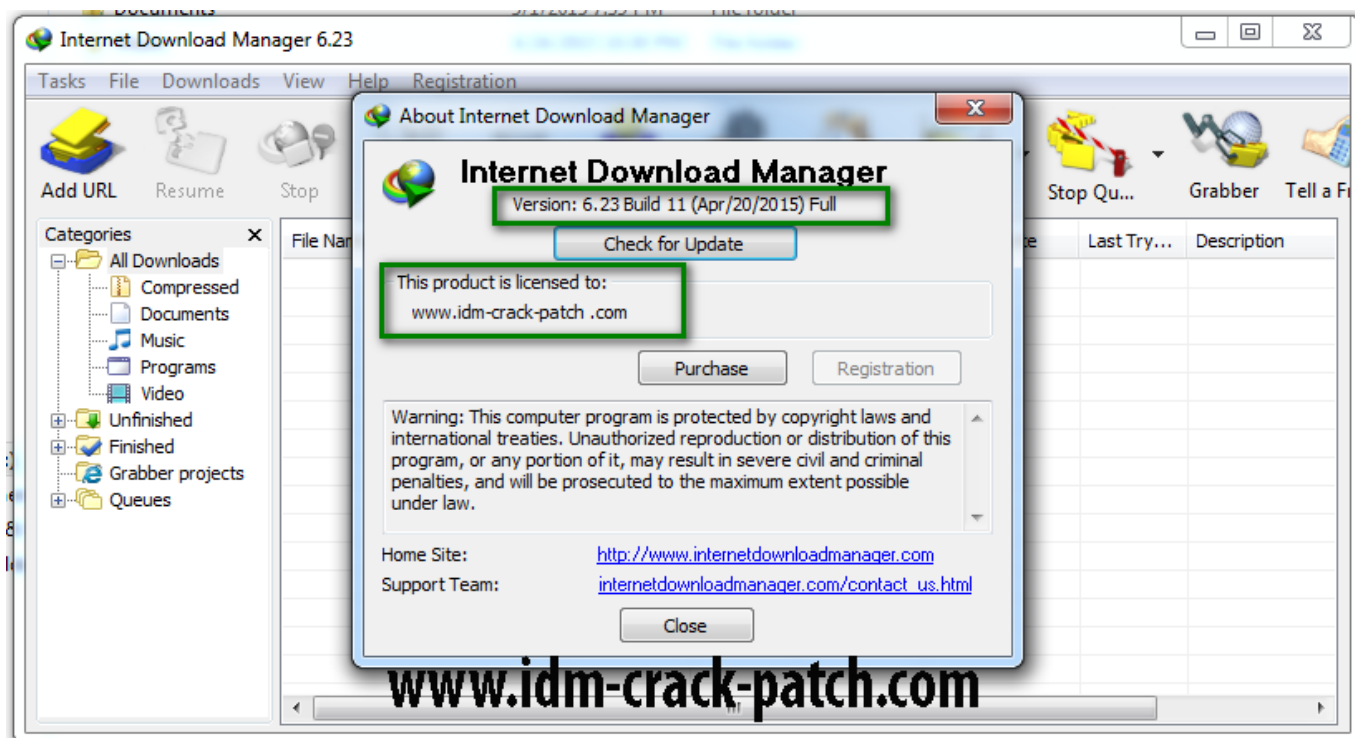 Internet Download Manager 6.23
Tasks File Downloads View Help Registration
Add URL Resume Stop Stop Qu... Grabber Tell a
Categories
All Downloads
Compressed
Documents
Music
Programs
Video
Unfinished
Finished
Grabber projects
Queues
File
Last Try... Description
About Internet Download Manager
Internet Download Manager
Version: 6.23 Build 11 (Apr/20/2015) Full
Check for Update
This product is licensed to:
www.idm-crack-patch .com
Purchase Registration
Warning: This computer program is protected by copyright laws and
international treaties. Unauthorized reproduction or distribution of this
program, or any portion of it, may result in severe civil and criminal
penalties, and will be prosecuted to the maximum extent possible
under law.
Home Site: http://www.internetdownloadmanager.com
Support Team: internetdownloadmanager.com/contact_us.html
Close
www.idm-crack-patch.com